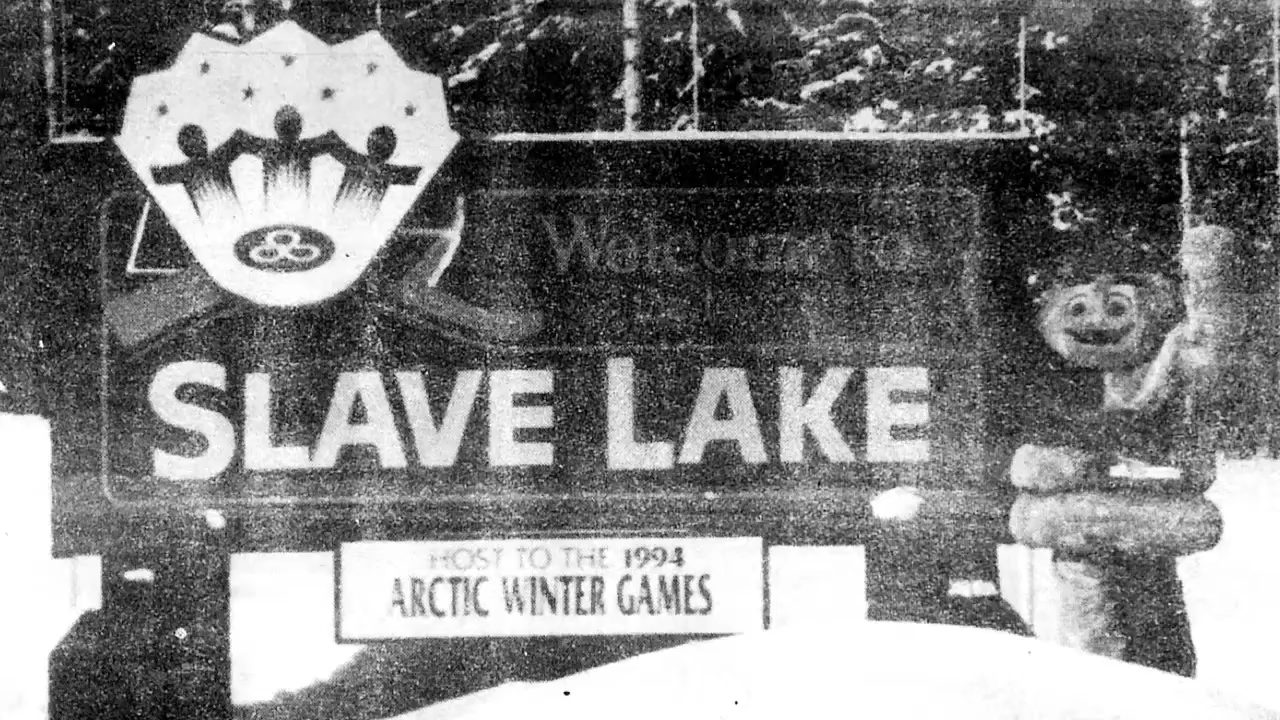 Welcome to
SLAVE LAKE
HOST TO THE 1994
ARCTIC WINTER GAMES